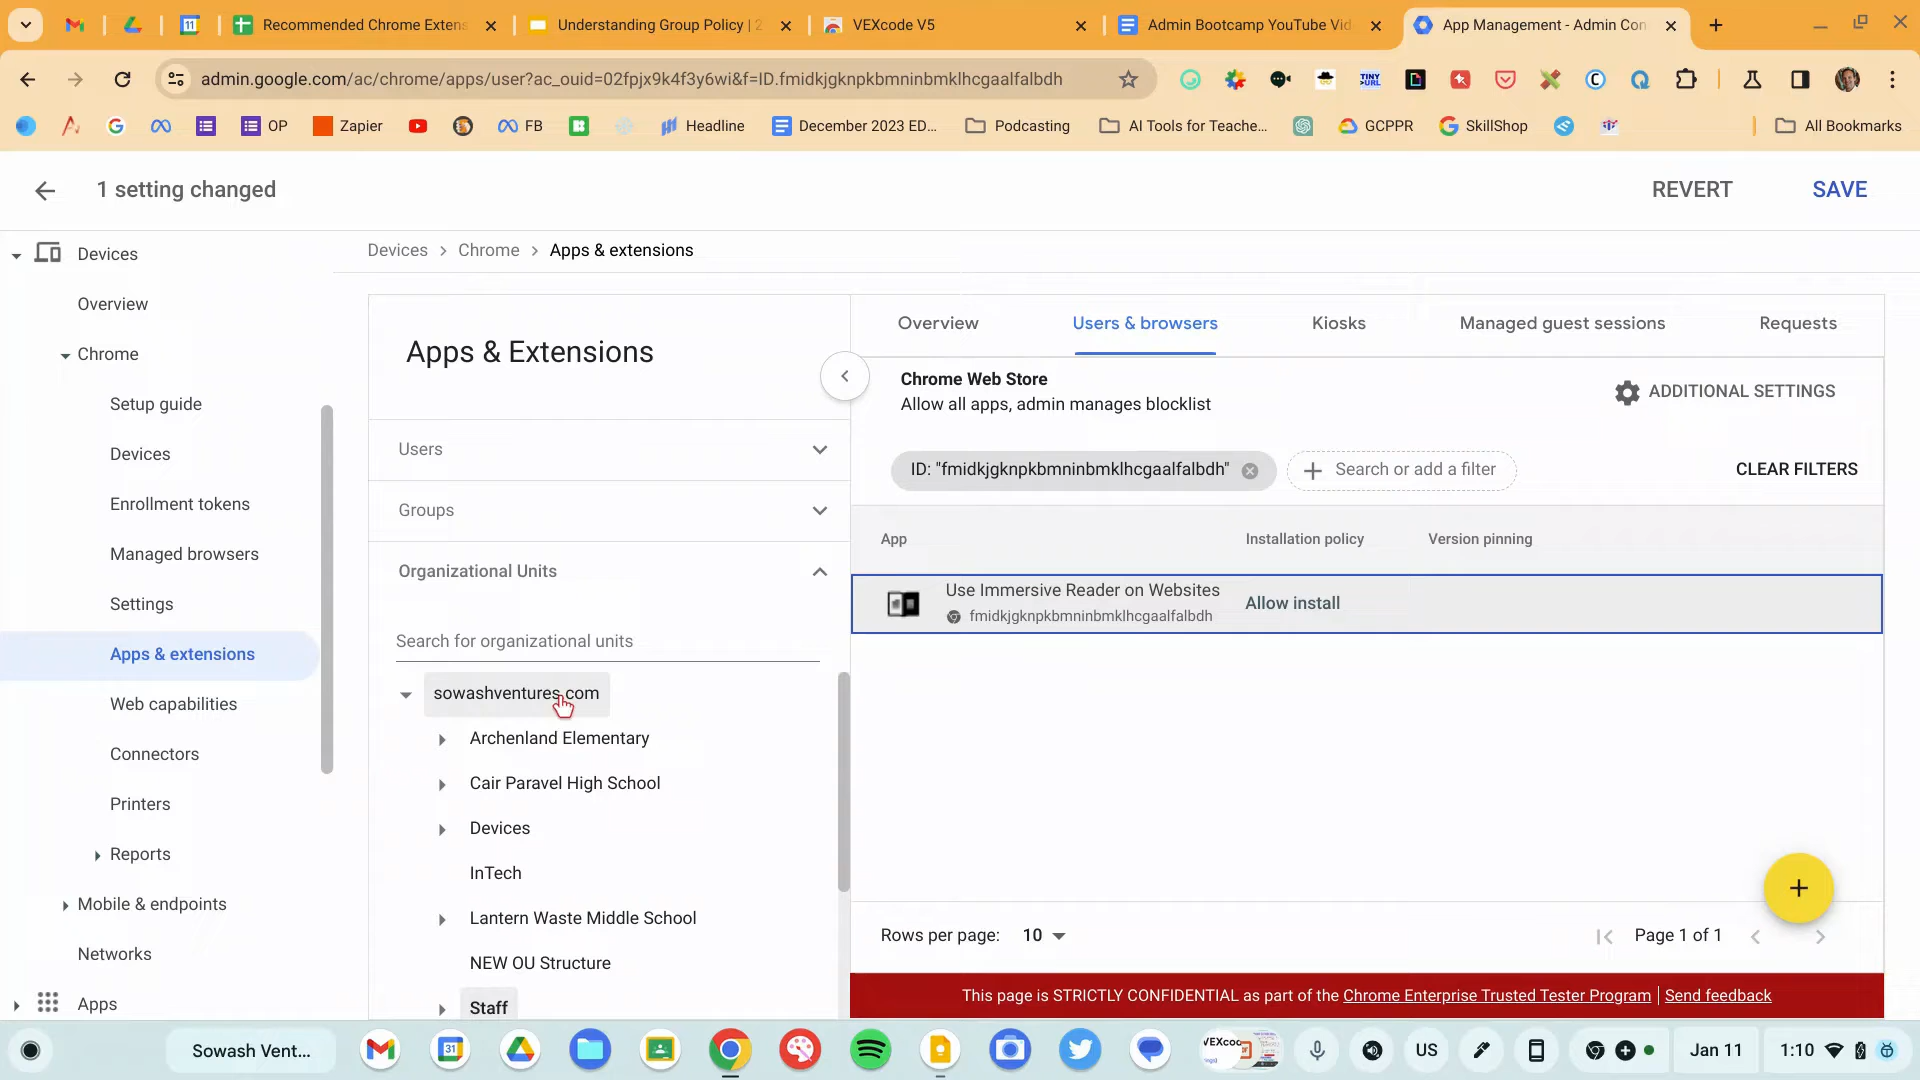 Recommended Chrome Extens
Understanding Group Policy | 2
VEXcode V5
Admin Bootcamp YouTube Vid
App Management - Admin Con
admin.google.com/ac/chrome/apps/user?ac_ouid=02fpjx9k4f3y6wi&f=ID.fmidkjgknpkbmninbmklhcgaalfalbdh
OP
Zapier
FB
Headline
December 2023 ED...
Podcasting
AI Tools for Teache...
GCPPR
SkillShop
All Bookmarks
1 setting changed
REVERT
SAVE
Devices
Overview
Chrome
Setup guide
Devices
Enrollment tokens
Managed browsers
Settings
Apps & extensions
Web capabilities
Connectors
Printers
Reports
Mobile & endpoints
Networks
Apps
Devices > Chrome > Apps & extensions
Apps & Extensions
Users
Groups
Organizational Units
Search for organizational units
sowashventures.com
Archenland Elementary
Cair Paravel High School
Devices
InTech
Lantern Waste Middle School
NEW OU Structure
Staff
Overview
Users & browsers
Kiosks
Managed guest sessions
Requests
Chrome Web Store
Allow all apps, admin manages blocklist
ADDITIONAL SETTINGS
ID: "fmidkjgknpkbmninbmklhcgaalfalbdh"
Search or add a filter
CLEAR FILTERS
App
Installation policy
Version pinning
Use Immersive Reader on Websites
fmidkjgknpkbmninbmklhcgaalfalbdh
Allow install
Rows per page: 10
Page 1 of 1
This page is STRICTLY CONFIDENTIAL as part of the Chrome Enterprise Trusted Tester Program | Send feedback
Sowash Vent...
US
Jan 11
1:10